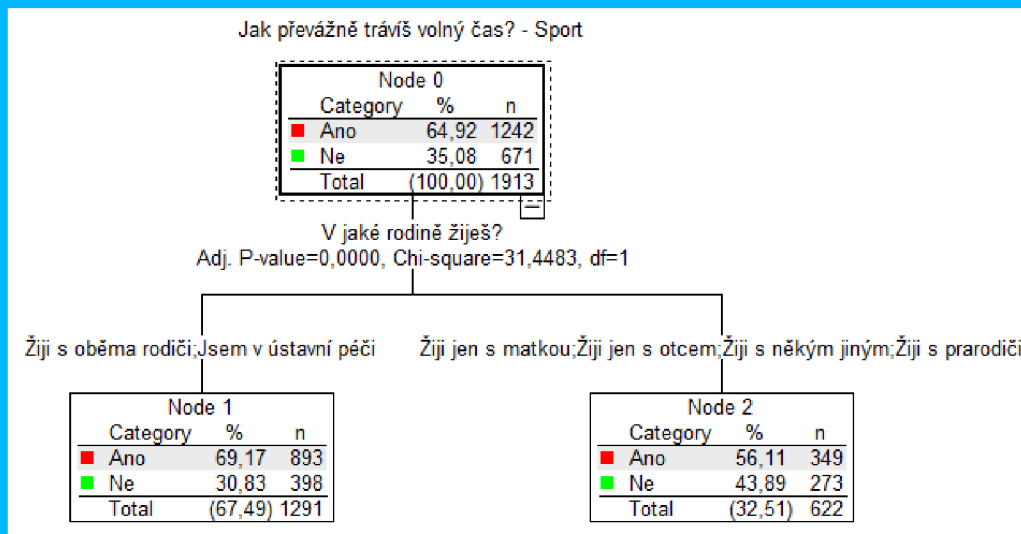 Jak převážně trávíš volný čas? - Sport
Node 0
Category % n
Ano 64,92 1242
Ne 35,08 671
Total (100,00) 1913
V jaké rodině žiješ?
Adj. P-value=0,0000, Chi-square=31,4483, df=1
Žiji s oběma rodiči;Jsem v ústavní péči
Žiji jen s matkou;Žiji jen s otcem;Žiji s někým jiným;Žiji s prarodiči
Node 1
Category % n
Ano 69,17 893
Ne 30,83 398
Total (67,49) 1291
Node 2
Category % n
Ano 56,11 349
Ne 43,89 273
Total (32,51) 622